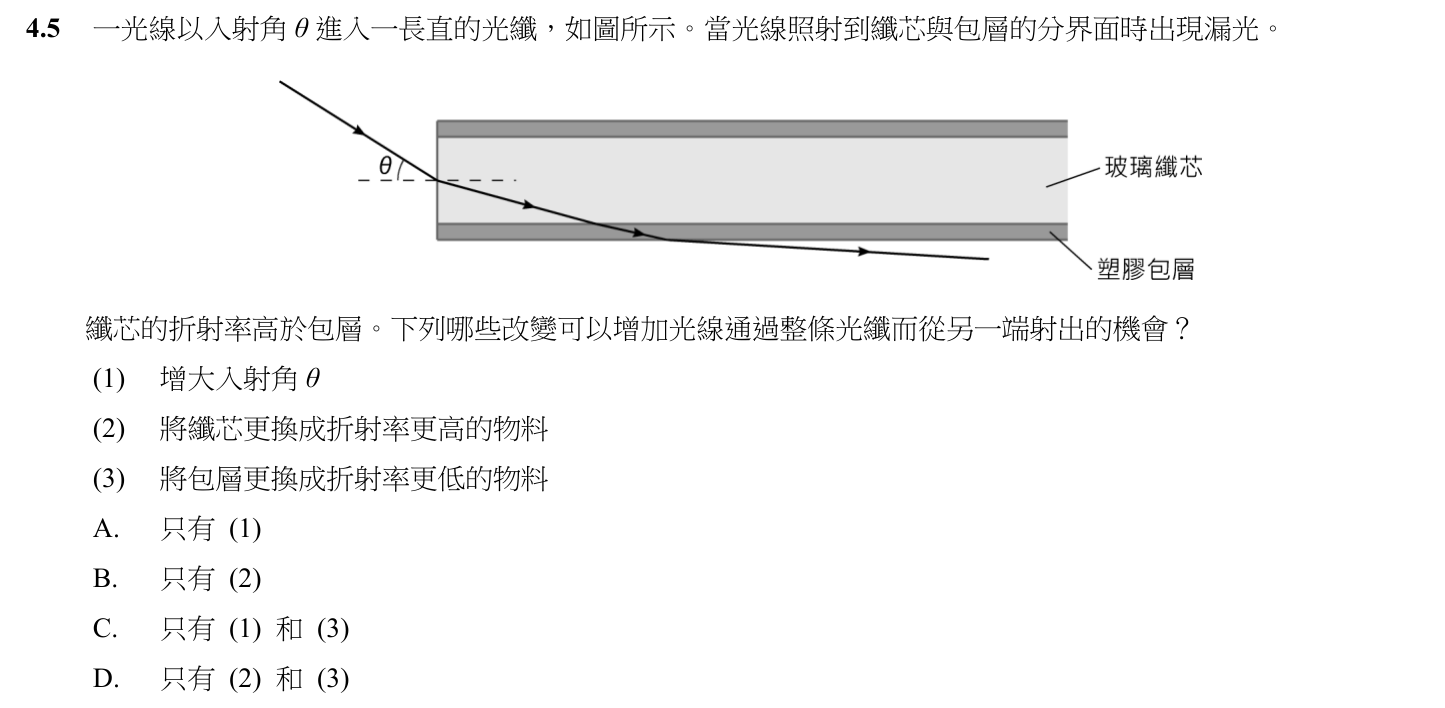 4.5 一光線以入射角 θ 進入一長直的光纖，如圖所示。當光線照射到纖芯與包層的分界面時出現漏光。
θ
玻璃纖芯
塑膠包層
纖芯的折射率高於包層。下列哪些改變可以增加光線通過整條光纖而從另一端射出的機會？
(1) 增大入射角 θ
(2) 將纖芯更換成折射率更高的物料
(3) 將包層更換成折射率更低的物料
A. 只有 (1)
B. 只有 (2)
C. 只有 (1) 和 (3)
D. 只有 (2) 和 (3)